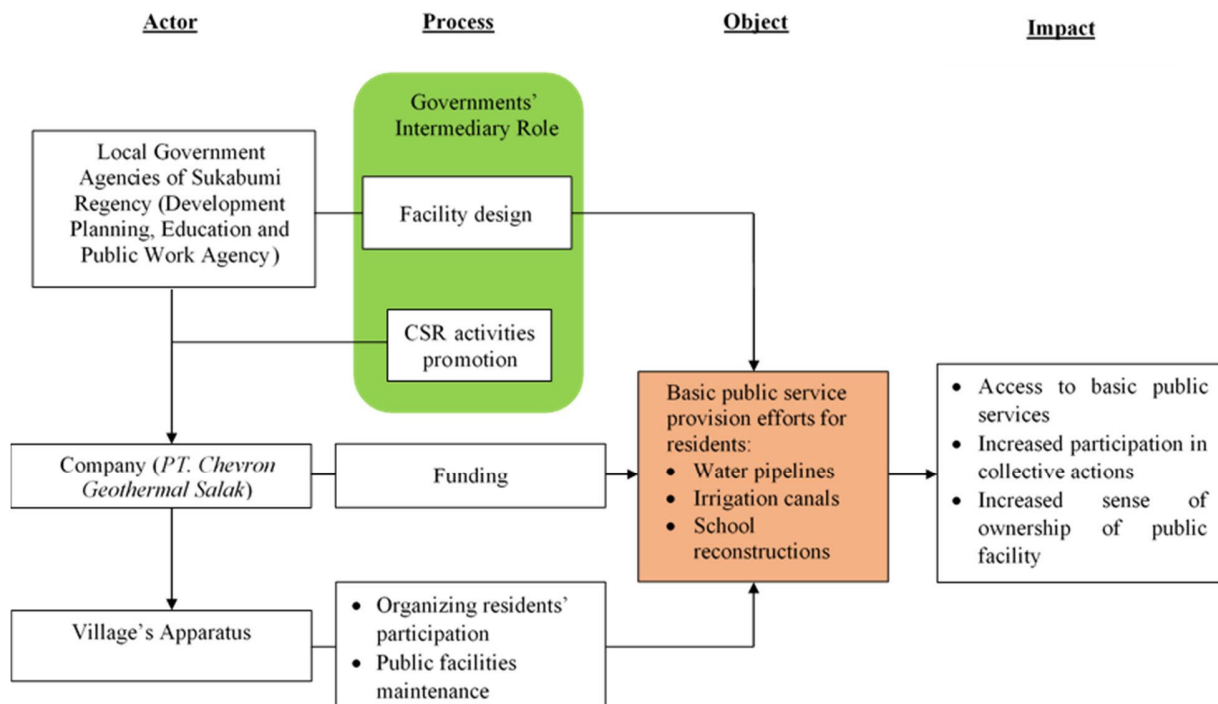 Actor
Process
Object
Impact
Governments’
Intermediary Role
Local Government
Agencies of Sukabumi
Regency (Development
Planning, Education and
Public Work Agency)
Facility design
CSR activities
promotion
Company (PT. Chevron
Geothermal Salak)
Funding
Basic public service
provision efforts for
residents:
• Water pipelines
• Irrigation canals
• School
reconstructions
• Access to basic public
services
• Increased participation in
collective actions
• Increased sense of
ownership of public
facility
Village’s Apparatus
• Organizing residents’
participation
• Public facilities
maintenance